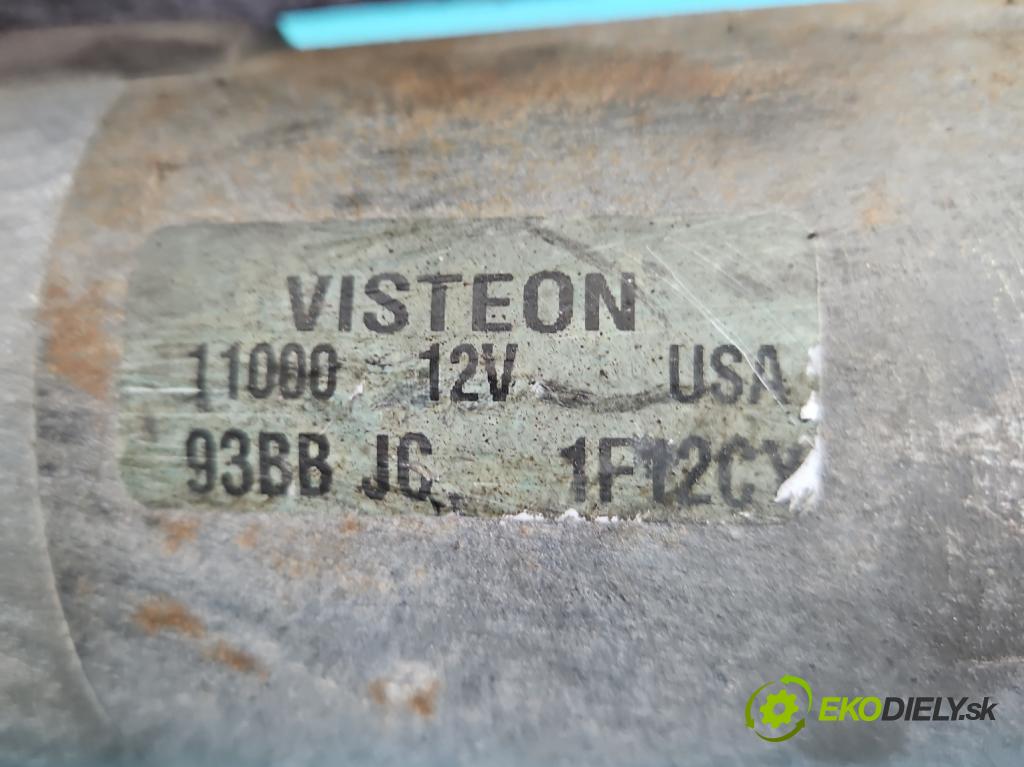 VISTEON
11000 12V USA
93BB JC 1F12CY
EKODIELY.sk